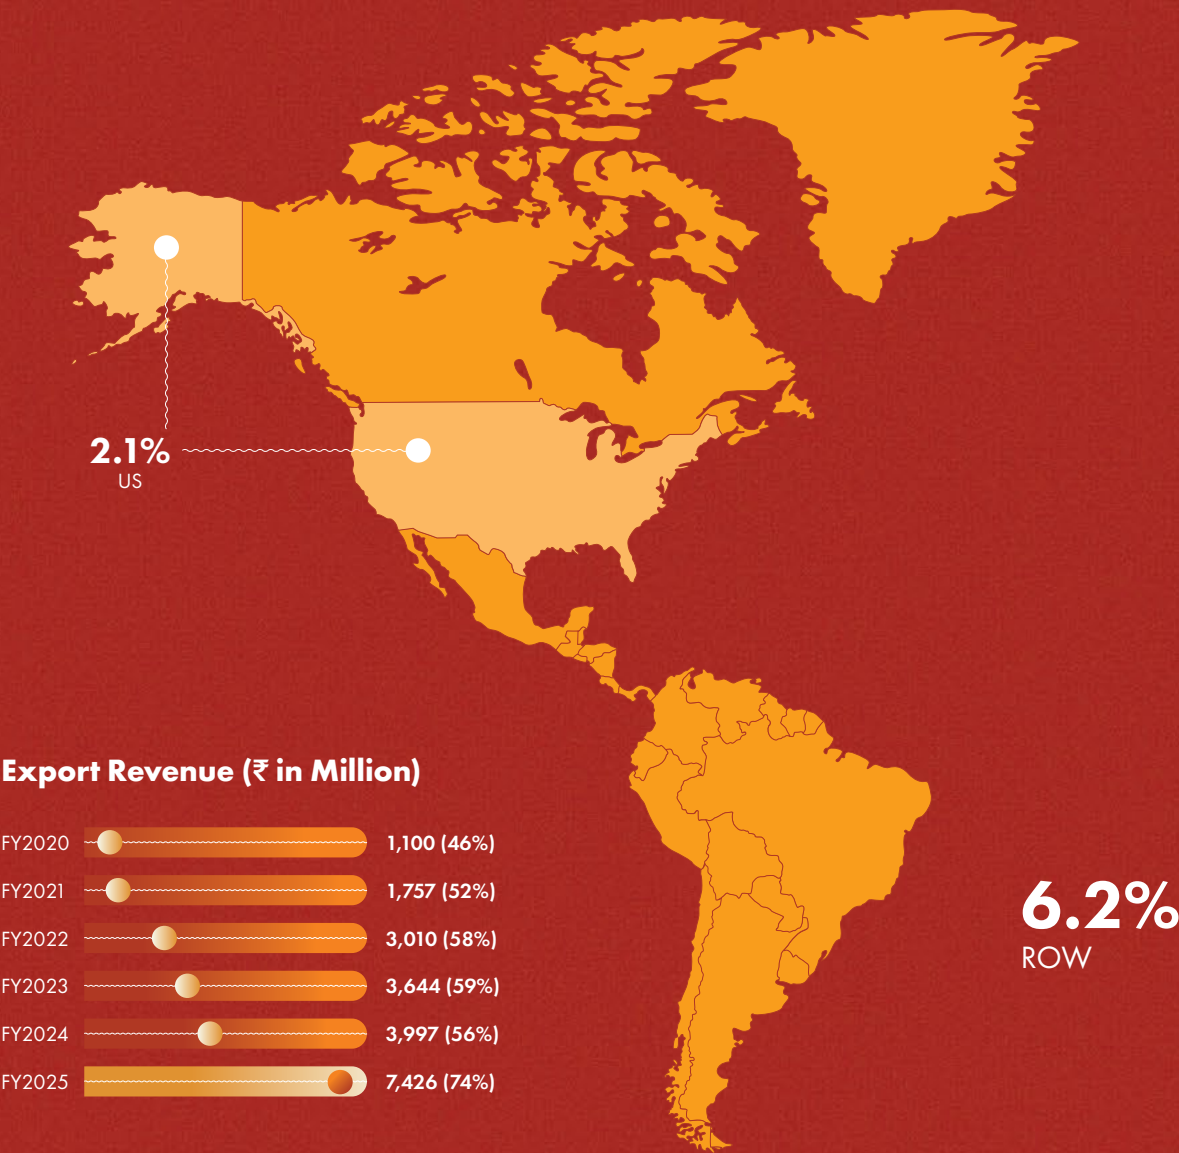 2.1%
US
Export Revenue (₹ in Million)
FY2020 1,100 (46%)
FY2021 1,757 (52%)
FY2022 3,010 (58%)
FY2023 3,644 (59%)
FY2024 3,997 (56%)
FY2025 7,426 (74%)
6.2%
ROW